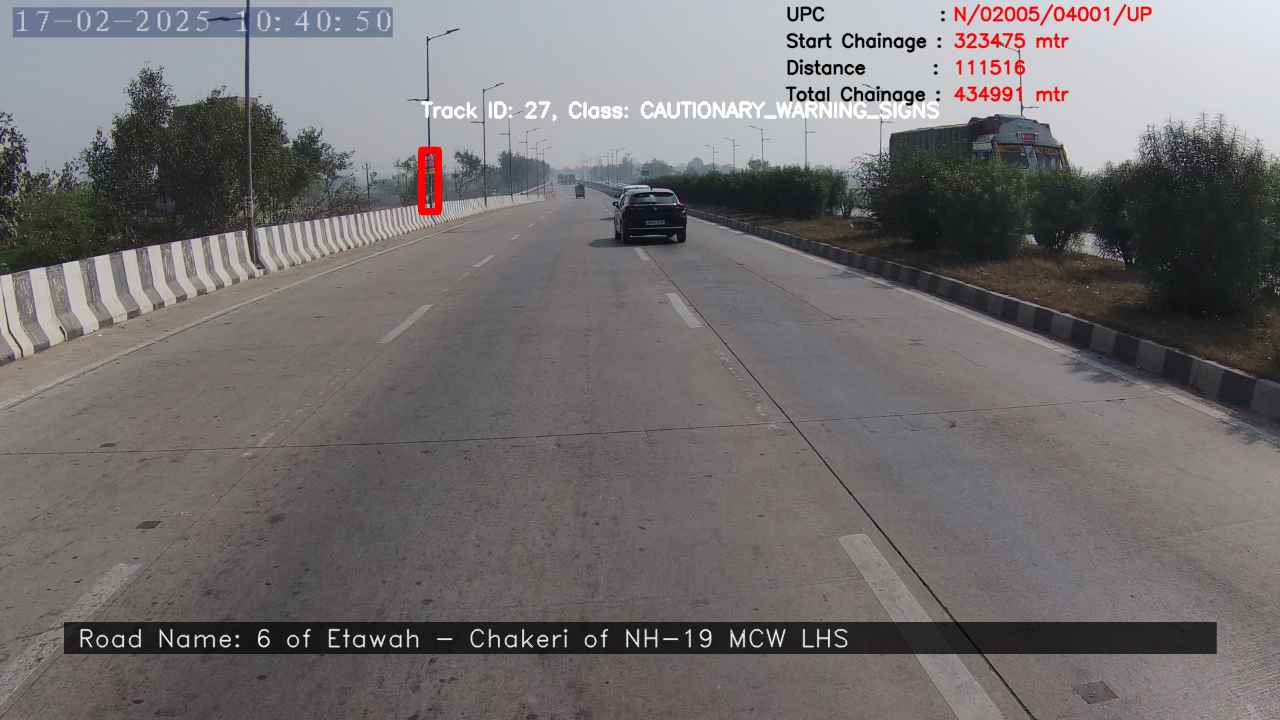 17-02-2025 10:40:50
UPC : N/02005/04001/UP
Start Chainage : 323475 mtr
Distance : 111516
Total Chainage : 434991 mtr
Track ID: 27, Class: CAUTIONARY_WARNING_SIGNS
Road Name: 6 of Etawah - Chakeri of NH-19 MCW LHS